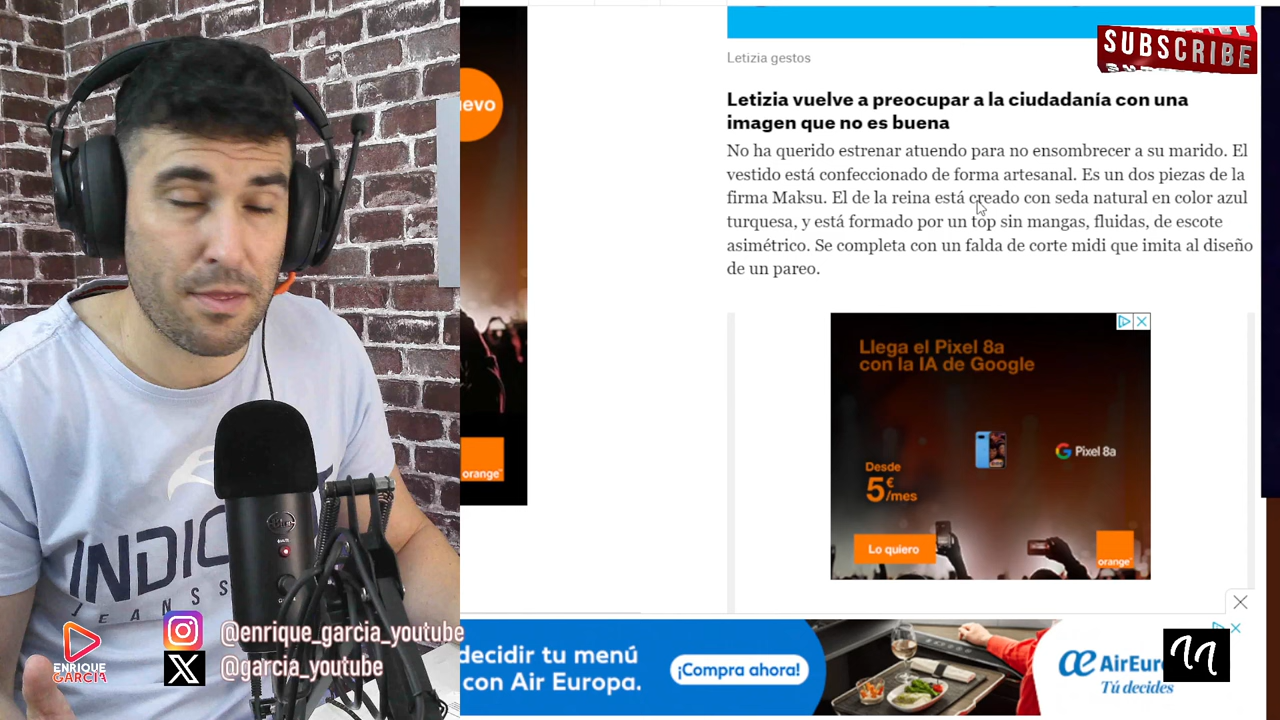 SUBSCRIBE
evo
Letizia gestos
Letizia vuelve a preocupar a la ciudadanía con una
imagen que no es buena
No ha querido estrenar atuendo para no ensombrecer a su marido. El
vestido está confeccionado de forma artesanal. Es un dos piezas de la
firma Maksu. El de la reina está creado con seda natural en color azul
turquesa, y está formado por un top sin mangas, fluidas, de escote
asimétrico. Se completa con un falda de corte midi que imita al diseño
de un pareo.
Llega el Pixel 8a
con la IA de Google
Pixel 8a
Desde
5€/mes
Lo quiero
orange
orange
INDIC
JEANS
@enrique_garcia_youtube
@garcia_youtube
ENRIQUE
GARCIA
decidir tu menú
con Air Europa.
¡Compra ahora!
AirEu
Tú decides